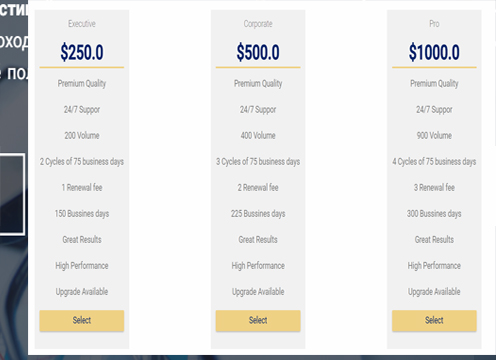 Executive
$250.0
Premium Quality
24/7 Suppor
200 Volume
2 Cycles of 75 business days
1 Renewal fee
150 Bussines days
Great Results
High Performance
Upgrade Available
Select
Corporate
$500.0
Premium Quality
24/7 Suppor
400 Volume
3 Cycles of 75 business days
2 Renewal fee
225 Bussines days
Great Results
High Performance
Upgrade Available
Select
Pro
$1000.0
Premium Quality
24/7 Suppor
900 Volume
4 Cycles of 75 business days
3 Renewal fee
300 Bussines days
Great Results
High Performance
Upgrade Available
Select